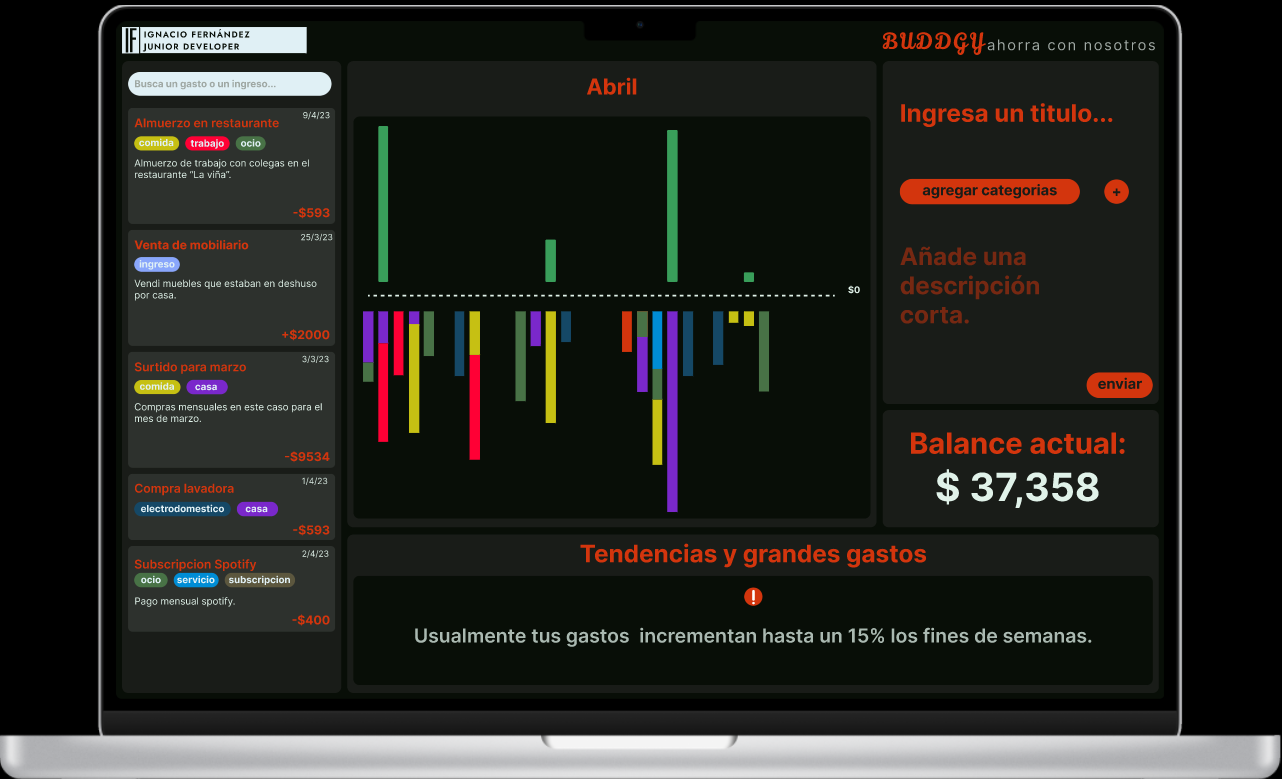 IF IGNACIO FERNÁNDEZ
JUNIOR DEVELOPER
BUDDGY ahorra con nosotros
Busca un gasto o un ingreso...
9/4/23
Almuerzo en restaurante
comida trabajo ocio
Almuerzo de trabajo con colegas en el
restaurante “La viña”.
-$593
25/3/23
Venta de mobiliario
ingreso
Vendi muebles que estaban en deshuso
por casa.
+$2000
3/3/23
Surtido para marzo
comida casa
Compras mensuales en este caso para el
mes de marzo.
-$9534
1/4/23
Compra lavadora
electrodomestico casa
-$593
2/4/23
Subscripcion Spotify
ocio servicio subscripcion
Pago mensual spotify.
-$400
Abril
$0
Ingresa un titulo...
agregar categorias +
Añade una
descripción
corta.
enviar
Balance actual:
$ 37,358
Tendencias y grandes gastos
!
Usualmente tus gastos incrementan hasta un 15% los fines de semanas.